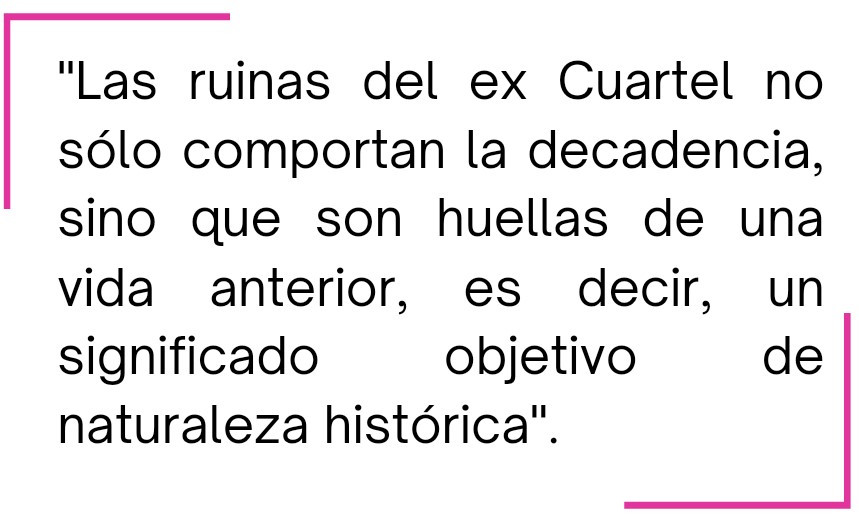 "Las ruinas del ex Cuartel no
sólo comportan la decadencia,
sino que son huellas de una
vida anterior, es decir, un
significado objetivo de
naturaleza histórica".